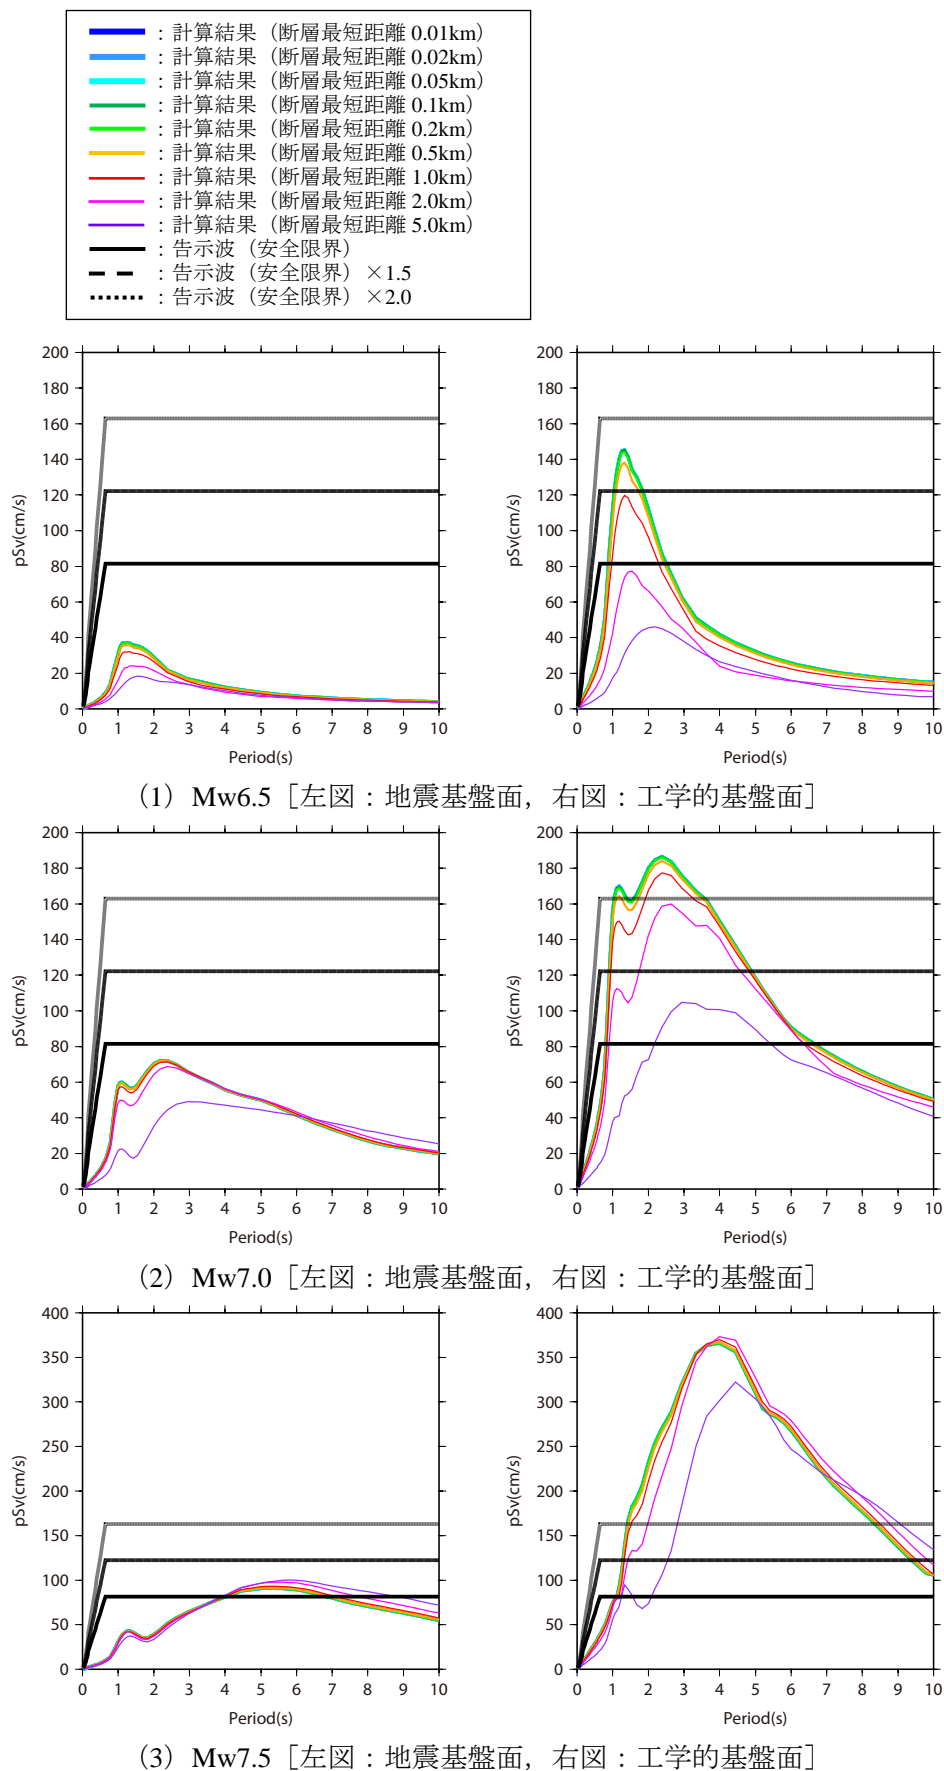 ：計算結果（断層最短距離 0.01km）
：計算結果（断層最短距離 0.02km）
：計算結果（断層最短距離 0.05km）
：計算結果（断層最短距離 0.1km）
：計算結果（断層最短距離 0.2km）
：計算結果（断層最短距離 0.5km）
：計算結果（断層最短距離 1.0km）
：計算結果（断層最短距離 2.0km）
：計算結果（断層最短距離 5.0km）
：告示波（安全限界）
：告示波（安全限界）×1.5
：告示波（安全限界）×2.0
200 200
180 180
160 160
140 140
120 120
pSv(cm/s) 100 pSv(cm/s) 100
80 80
60 60
40 40
20 20
0 0
0 1 2 3 4 5 6 7 8 9 10 0 1 2 3 4 5 6 7 8 9 10
Period(s) Period(s)
（1）Mw6.5［左図：地震基盤面，右図：工学的基盤面］
200 200
180 180
160 160
140 140
120 120
pSv(cm/s) 100 pSv(cm/s) 100
80 80
60 60
40 40
20 20
0 0
0 1 2 3 4 5 6 7 8 9 10 0 1 2 3 4 5 6 7 8 9 10
Period(s) Period(s)
（2）Mw7.0［左図：地震基盤面，右図：工学的基盤面］
400 400
350 350
300 300
250 250
pSv(cm/s) 200 pSv(cm/s) 200
150 150
100 100
50 50
0 0
0 1 2 3 4 5 6 7 8 9 10 0 1 2 3 4 5 6 7 8 9 10
Period(s) Period(s)
（3）Mw7.5［左図：地震基盤面，右図：工学的基盤面］